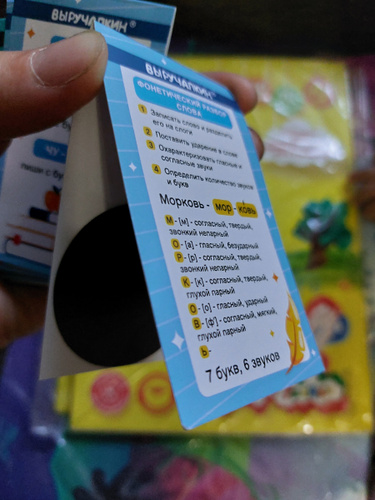 ВЫРУЧАЛКИН®
ВЫРУЧАЛКИН®
ФОНЕТИЧЕСКИЙ РАЗБОР
СЛОВА
1 Записать слово и разделить
его на слоги
2 Поставить ударение в слове
3 Охарактеризовать гласные и
согласные звуки
4 Определить количество звуков
и букв
Морковь - мор ковь
М - [м] - согласный, твердый,
звонкий непарный
О - [а] - гласный, безударный
Р - [р] - согласный, твердый,
звонкий непарный
К - [к] - согласный, твердый,
глухой парный
О - [о] - гласный, ударный
В - [ф'] - согласный, мягкий,
глухой парный
Ь -
7 букв, 6 звуков
ЧУ -